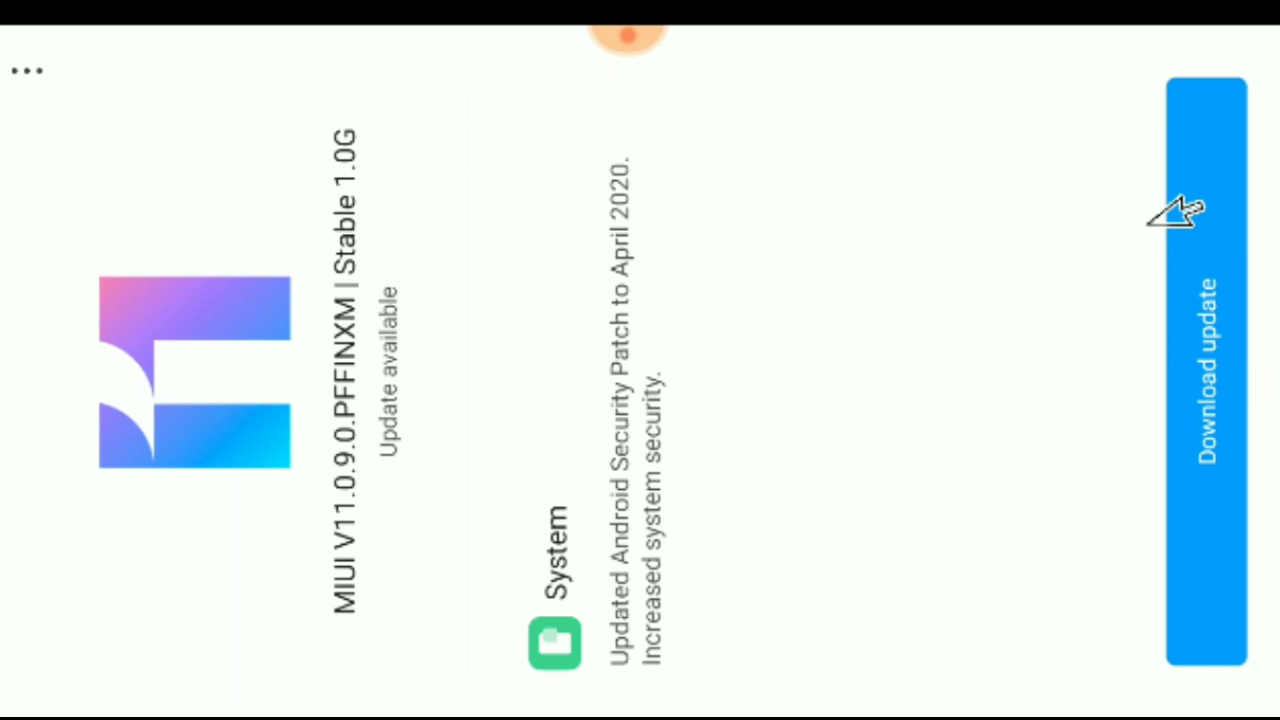 MIUI V11.0.9.0.PFFINXM | Stable 1.0G
Update available
System
Updated Android Security Patch to April 2020.
Increased system security.
Download update